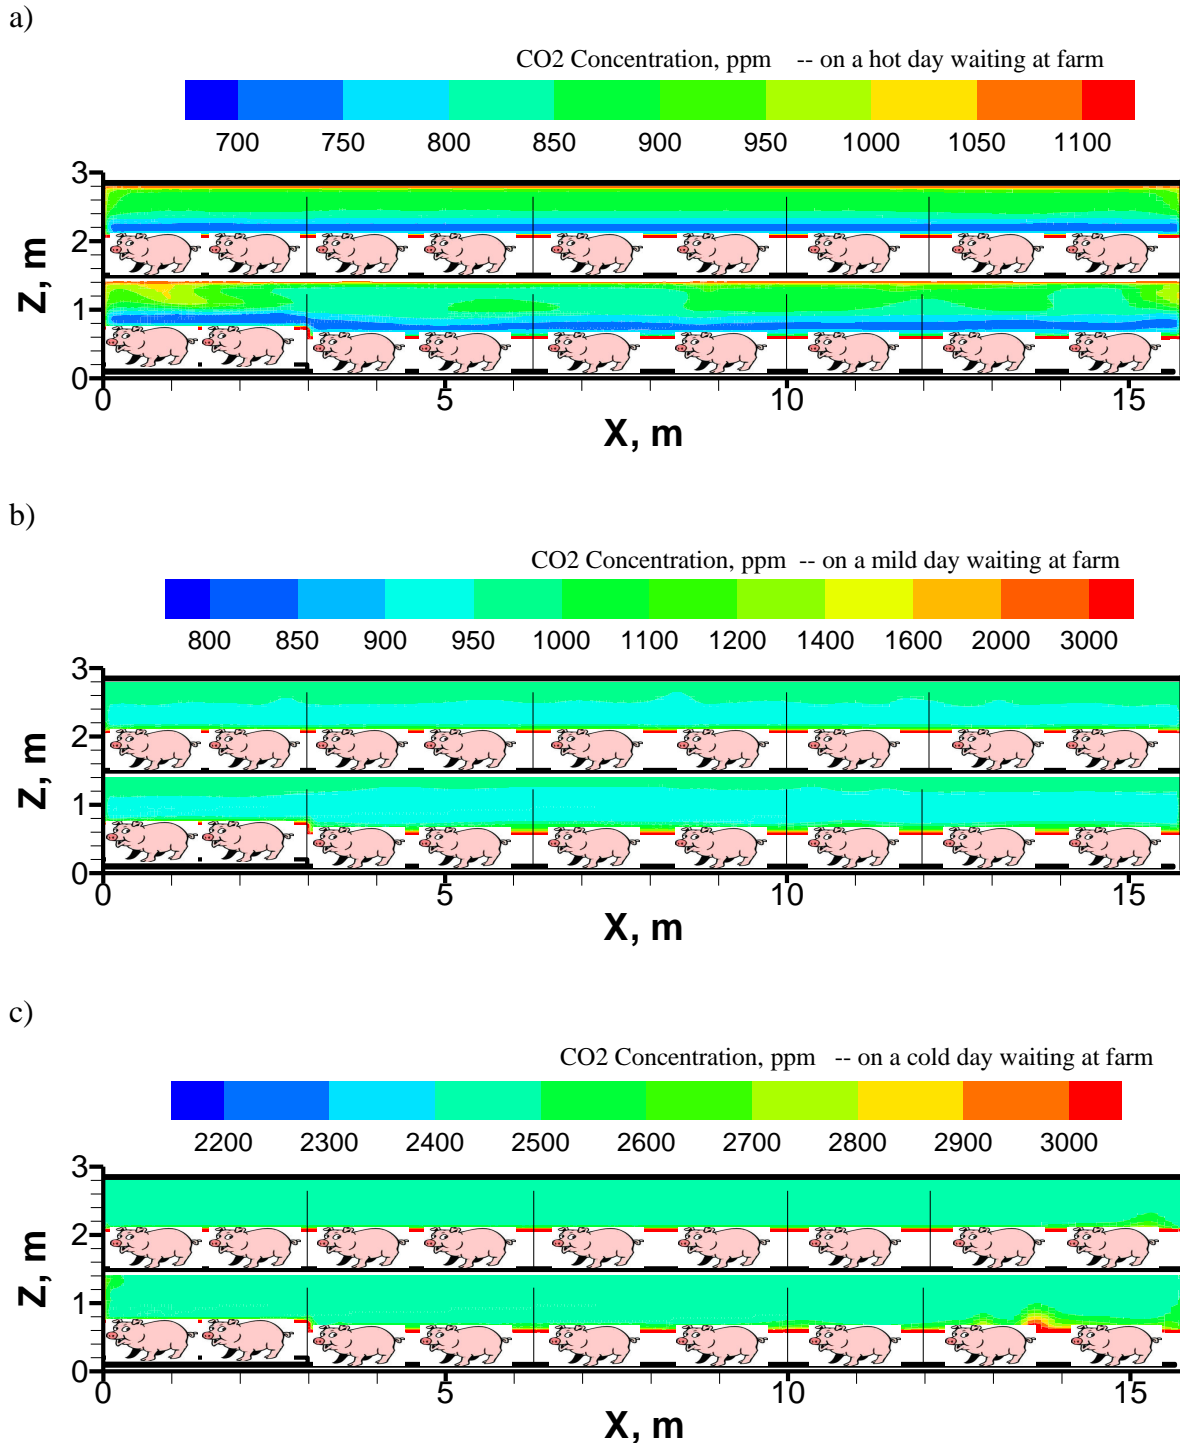 a)
CO2 Concentration, ppm -- on a hot day waiting at farm
700 750 800 850 900 950 1000 1050 1100
3
2
1
0
Z, m
0 5 10 15
X, m
b)
CO2 Concentration, ppm -- on a mild day waiting at farm
800 850 900 950 1000 1100 1200 1400 1600 2000 3000
3
2
1
0
Z, m
0 5 10 15
X, m
c)
CO2 Concentration, ppm -- on a cold day waiting at farm
2200 2300 2400 2500 2600 2700 2800 2900 3000
3
2
1
0
Z, m
0 5 10 15
X, m